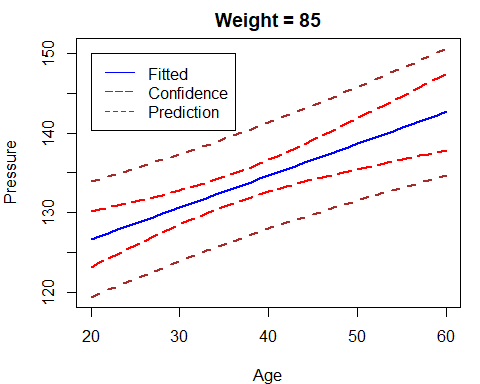 Weight = 85
Fitted
Confidence
Prediction
Pressure
150
140
130
120
20 30 40 50 60
Age